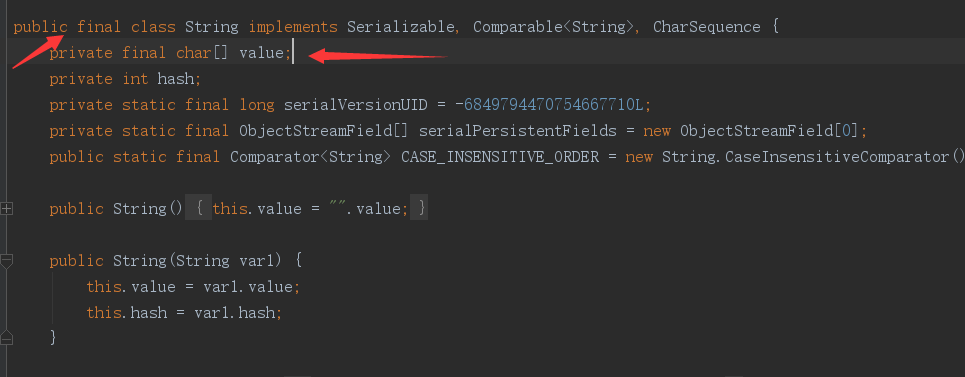 public final class String implements Serializable, Comparable<String>, CharSequence {
private final char[] value;
private int hash;
private static final long serialVersionUID = -6849794470754667710L;
private static final ObjectStreamField[] serialPersistentFields = new ObjectStreamField[0];
public static final Comparator<String> CASE_INSENSITIVE_ORDER = new String.CaseInsensitiveComparator()
public String() { this.value = "".value; }
public String(String var1) {
this.value = var1.value;
this.hash = var1.hash;
}